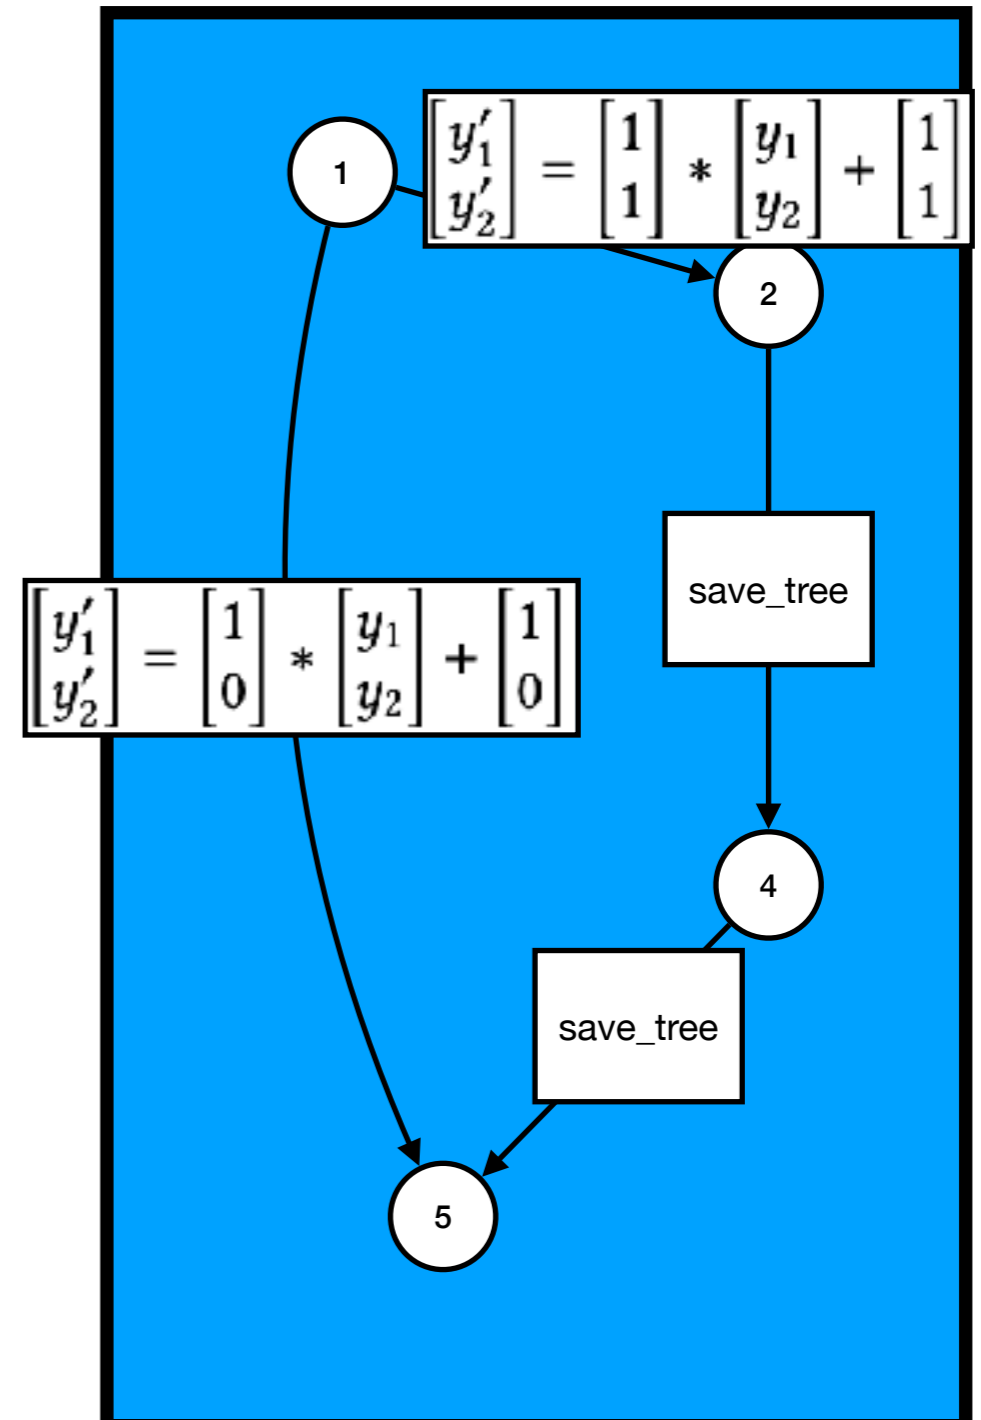 1
[y′₁ y′₂] = [1 1] * [y₁ y₂] + [1 1]
2
save_tree
[y′₁ y′₂] = [1 0] * [y₁ y₂] + [1 0]
4
save_tree
5